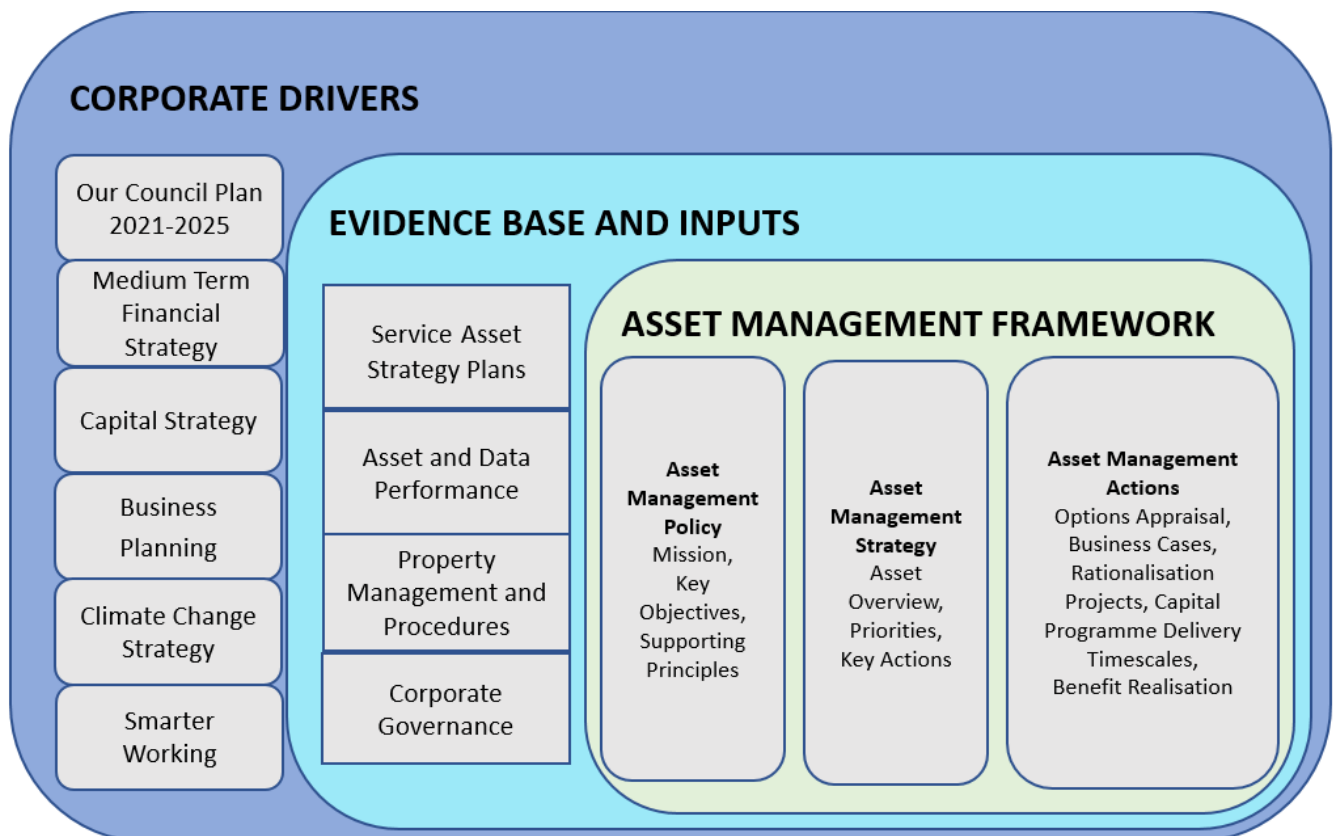 CORPORATE DRIVERS
Our Council Plan
2021-2025
Medium Term
Financial
Strategy
Capital Strategy
Business
Planning
Climate Change
Strategy
Smarter
Working
EVIDENCE BASE AND INPUTS
Service Asset
Strategy Plans
Asset and Data
Performance
Property
Management and
Procedures
Corporate
Governance
ASSET MANAGEMENT FRAMEWORK
Asset
Management
Policy
Mission,
Key
Objectives,
Supporting
Principles
Asset
Management
Strategy
Asset
Overview,
Priorities,
Key Actions
Asset Management
Actions
Options Appraisal,
Business Cases,
Rationalisation
Projects, Capital
Programme Delivery
Timescales,
Benefit Realisation